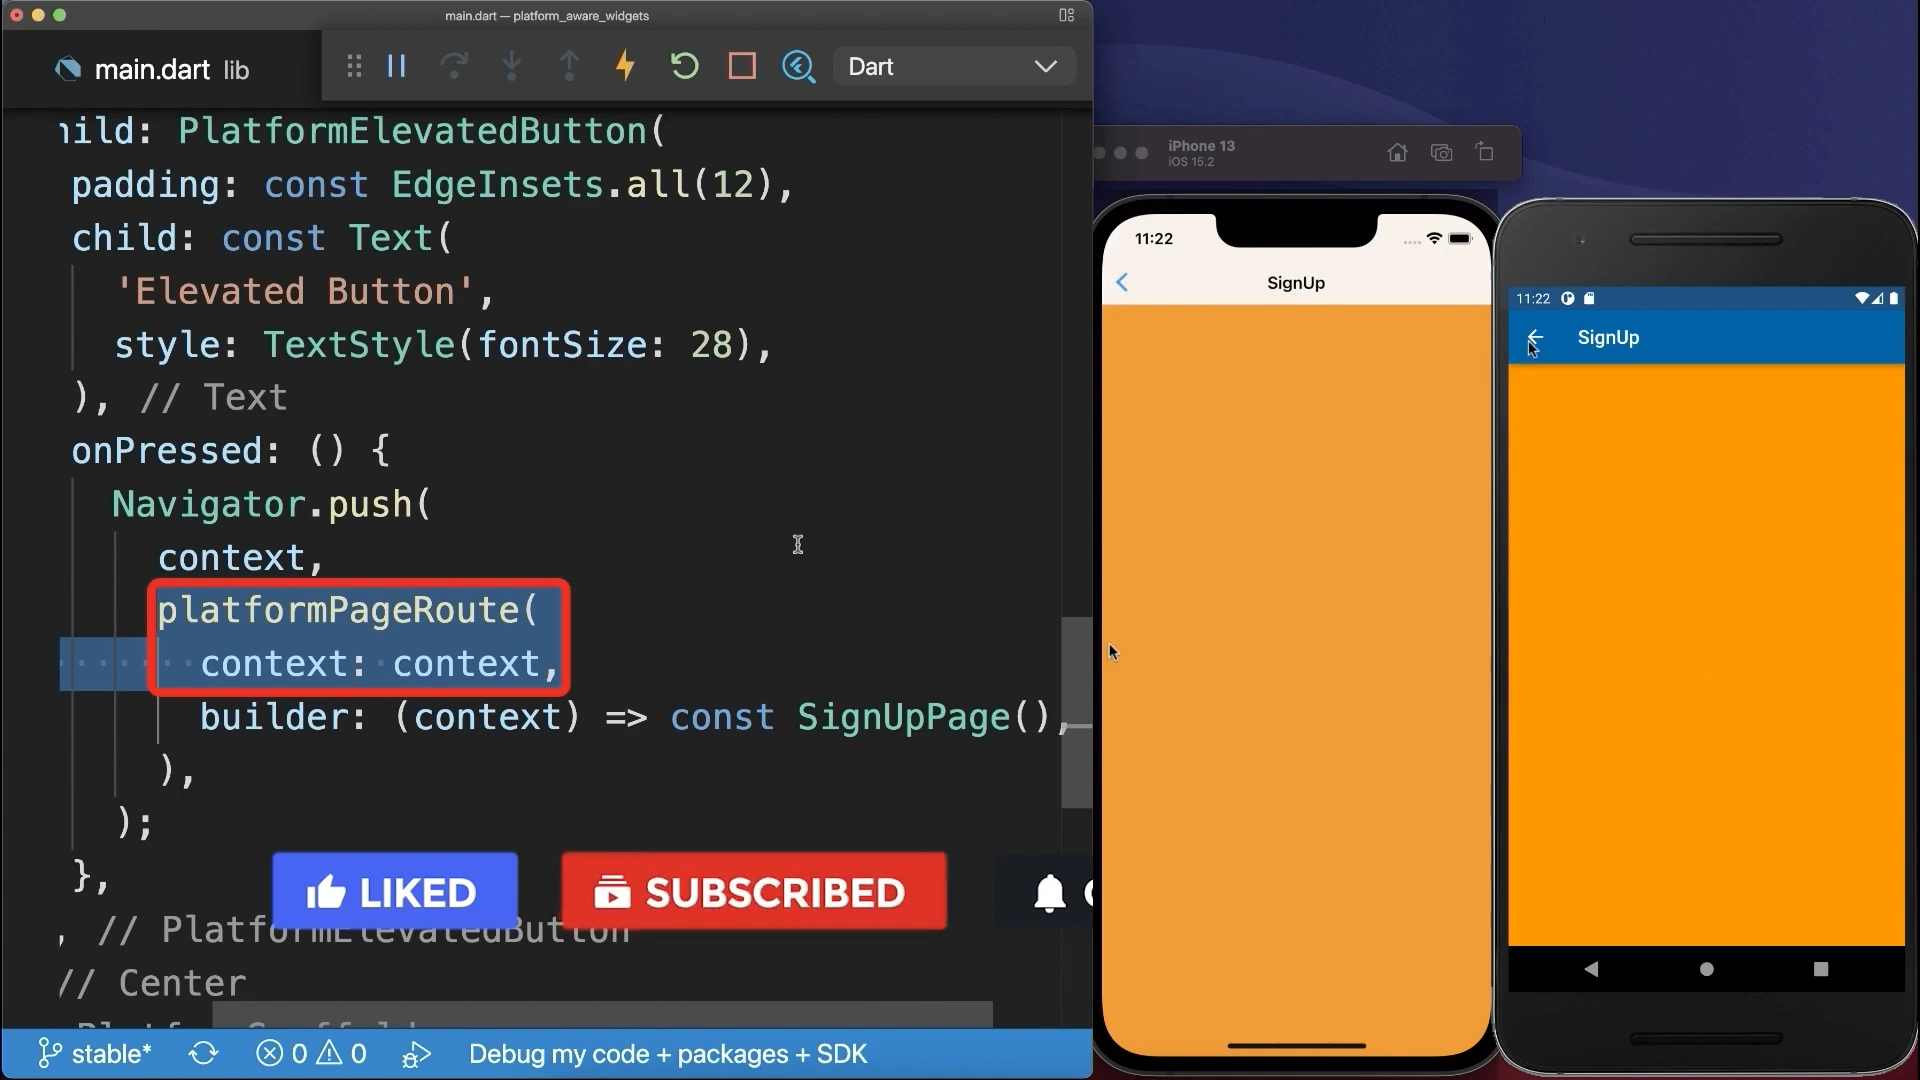 main.dart — platform_aware_widgets
main.dart lib
Dart
hild: PlatformElevatedButton(
padding: const EdgeInsets.all(12),
child: const Text(
'Elevated Button',
style: TextStyle(fontSize: 28),
), // Text
onPressed: () {
Navigator.push(
context,
platformPageRoute(
context: context,
builder: (context) => const SignUpPage(),
),
);
},
LIKED
SUBSCRIBED
, // PlatformElevatedButton
// Center
stable* 0 0 Debug my code + packages + SDK
iPhone 13
iOS 15.2
11:22
SignUp
11:22
SignUp